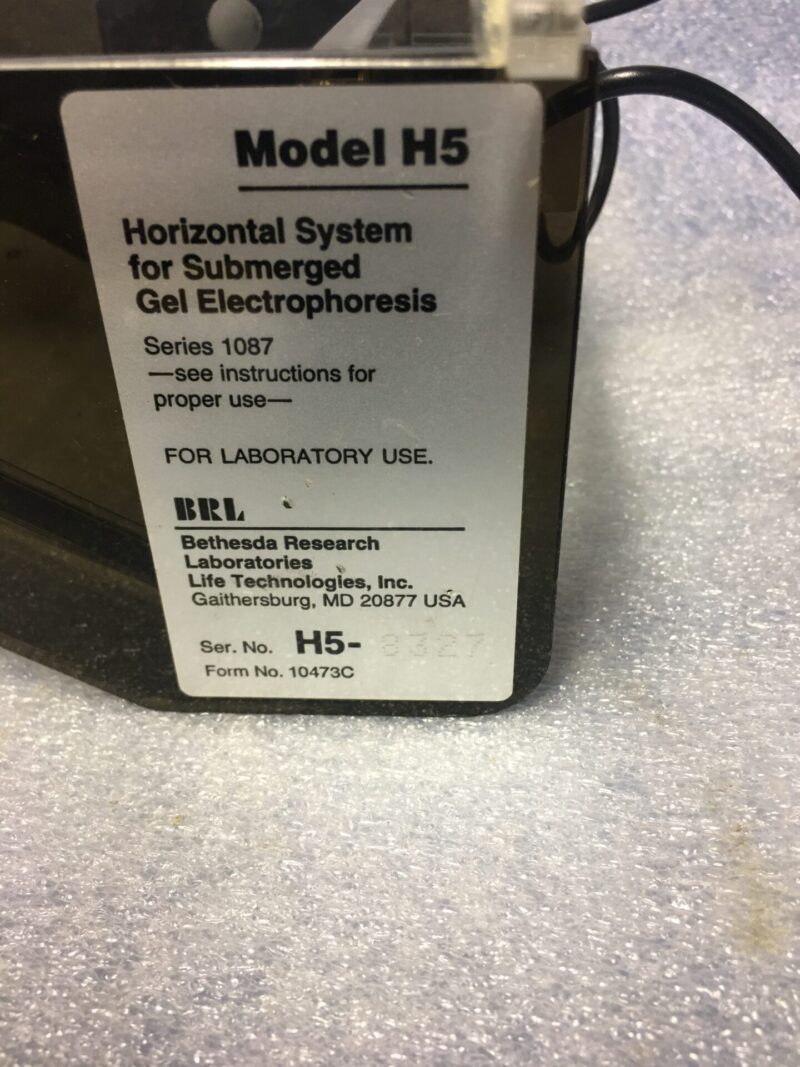 Model H5
Horizontal System
for Submerged
Gel Electrophoresis
Series 1087
—see instructions for
proper use—
FOR LABORATORY USE.
BRL
Bethesda Research
Laboratories
Life Technologies, Inc.
Gaithersburg, MD 20877 USA
Ser. No. H5- 8327
Form No. 10473C